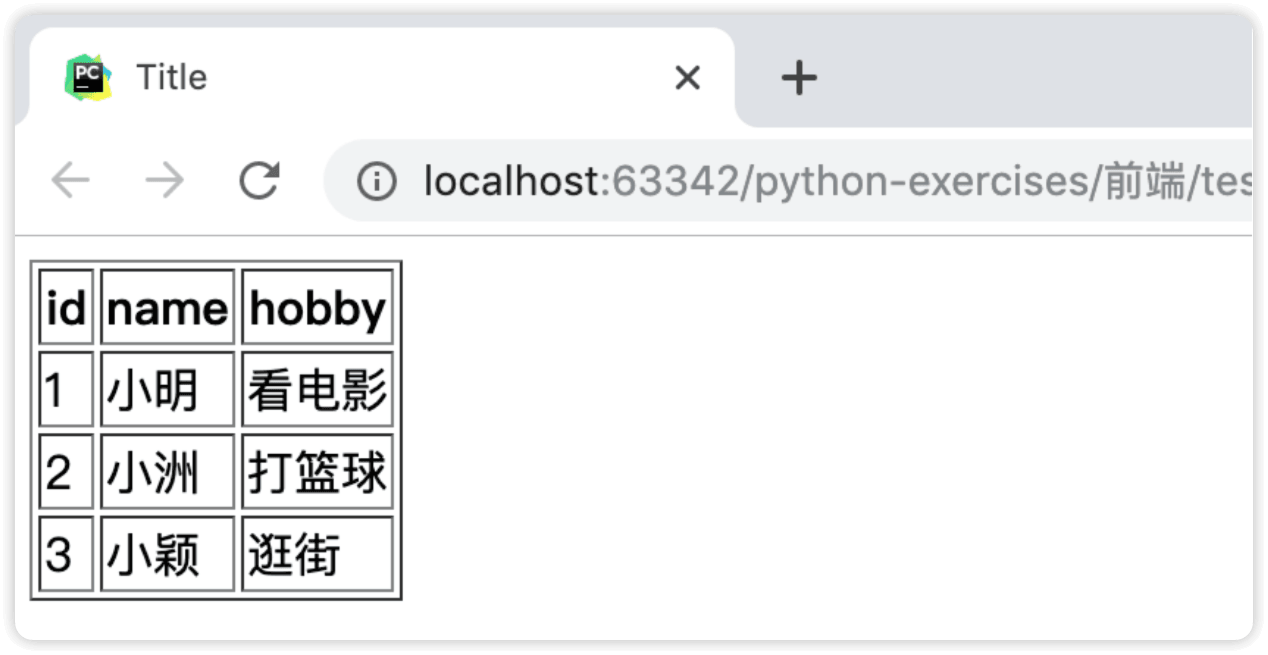 PC
Title
localhost:63342/python-exercises/前端/tes
id name hobby
1 小明 看电影
2 小洲 打篮球
3 小颖 逛街